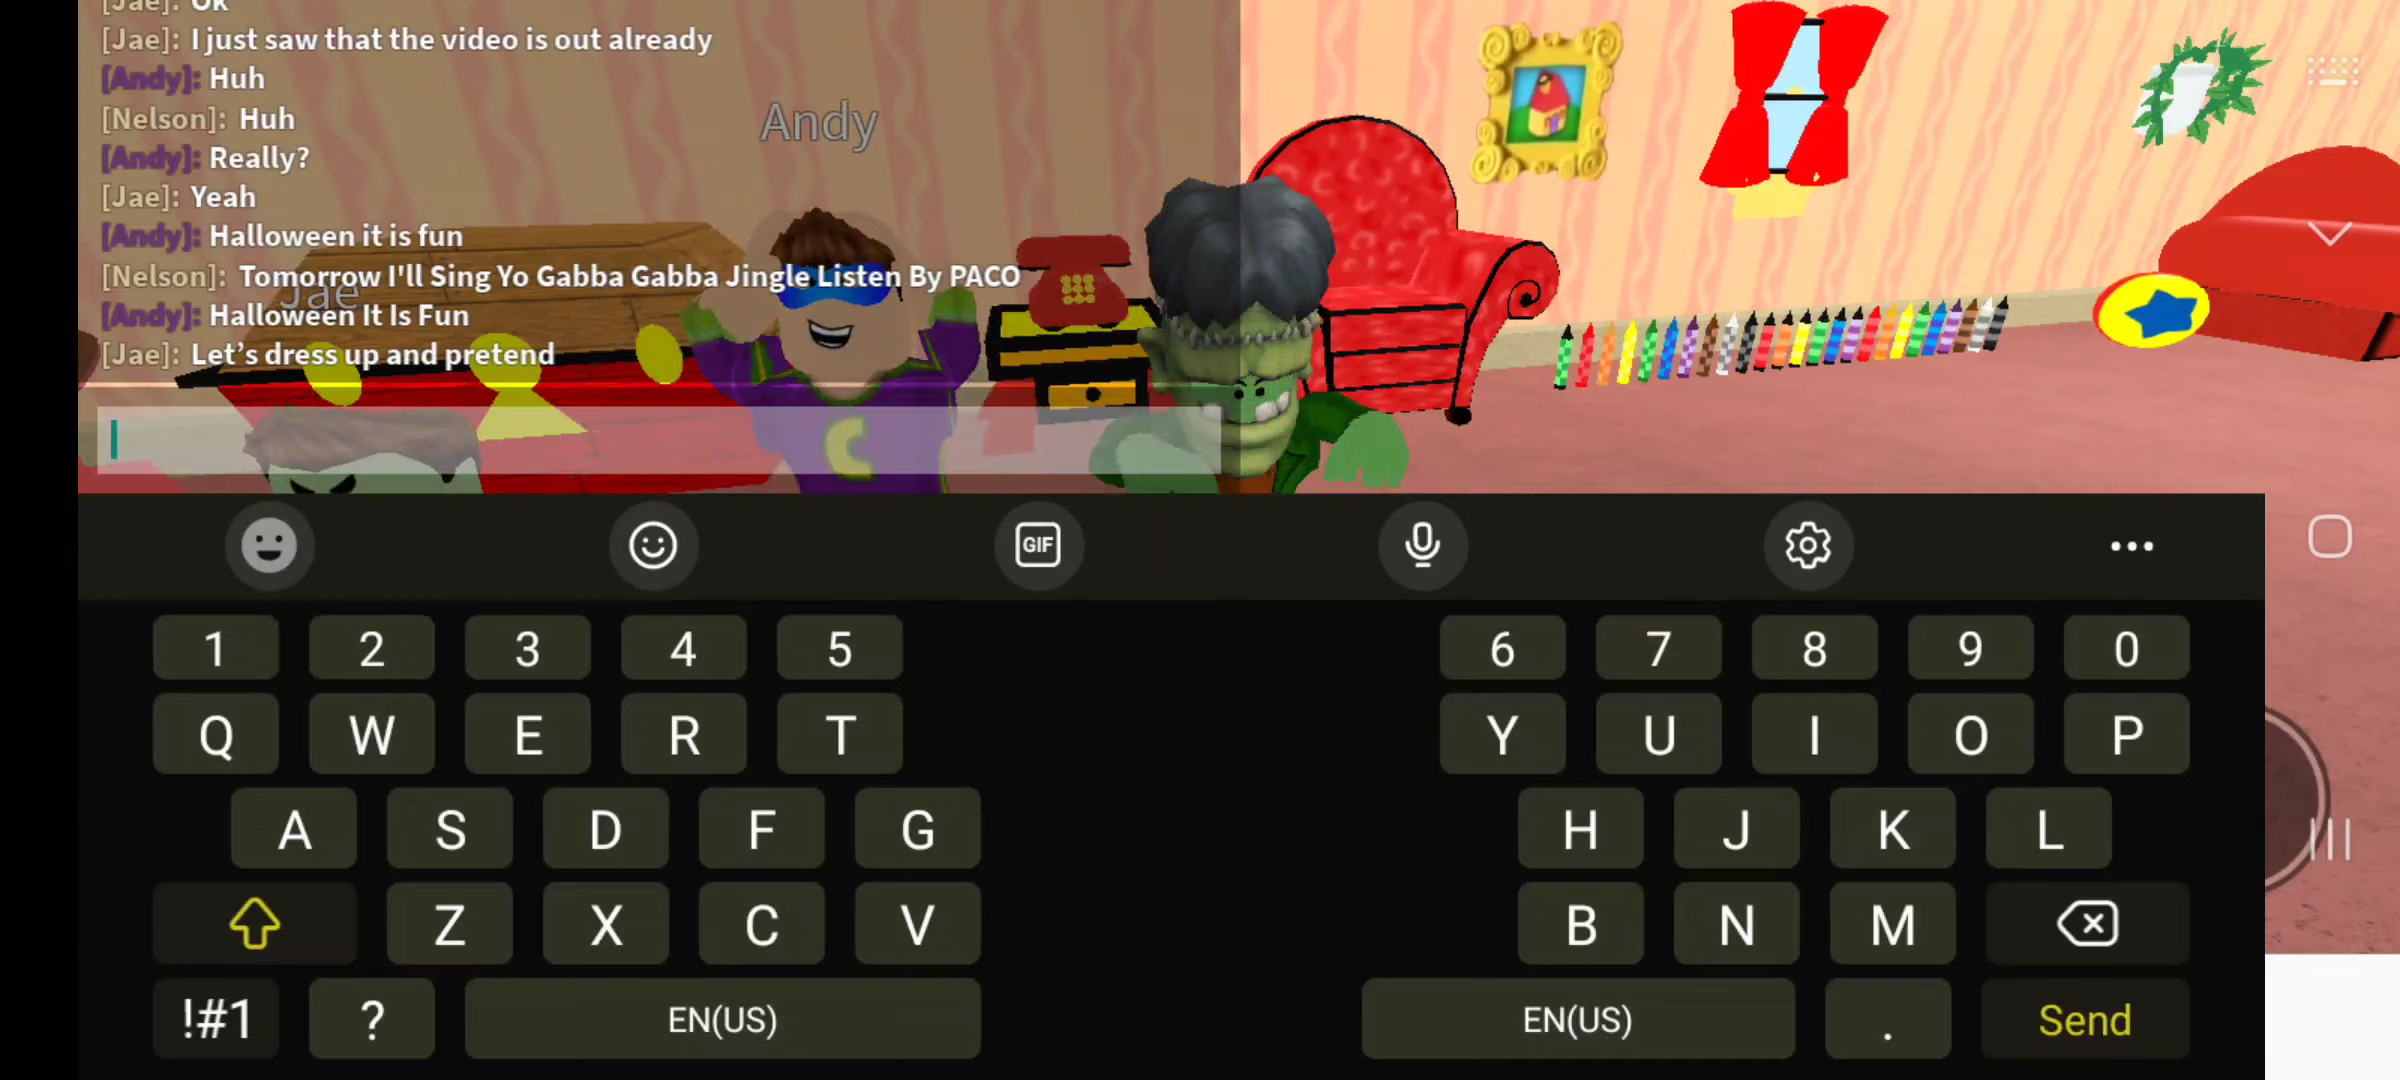 [Jae]: Ok
[Jae]: I just saw that the video is out already
[Andy]: Huh
[Nelson]: Huh
[Andy]: Really?
[Jae]: Yeah
[Andy]: Halloween it is fun
[Nelson]: Tomorrow I'll Sing Yo Gabba Gabba Jingle Listen By PACO
[Andy]: Halloween It Is Fun
[Jae]: Let’s dress up and pretend
Andy
Jae
C
GIF
1 2 3 4 5 6 7 8 9 0
Q W E R T Y U I O P
A S D F G H J K L
Z X C V B N M
!#1 ? EN(US) EN(US) . Send